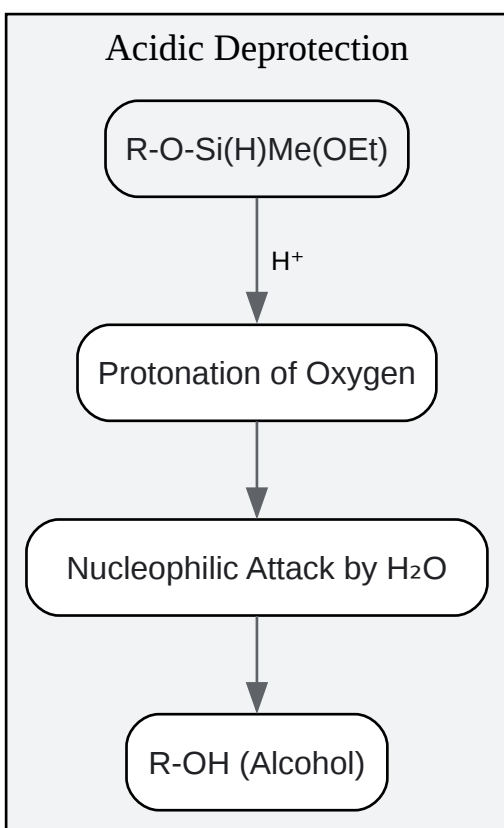 Acidic Deprotection
R-O-Si(H)Me(OEt)
H⁺
Protonation of Oxygen
Nucleophilic Attack by H₂O
R-OH (Alcohol)